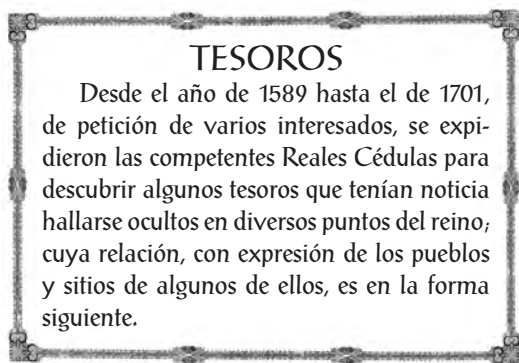 TESOROS
Desde el año de 1589 hasta el de 1701,
de petición de varios interesados, se expi-
dieron las competentes Reales Cédulas para
descubrir algunos tesoros que tenían noticia
hallarse ocultos en diversos puntos del reino;
cuya relación, con expresión de los pueblos
y sitios de algunos de ellos, es en la forma
siguiente.